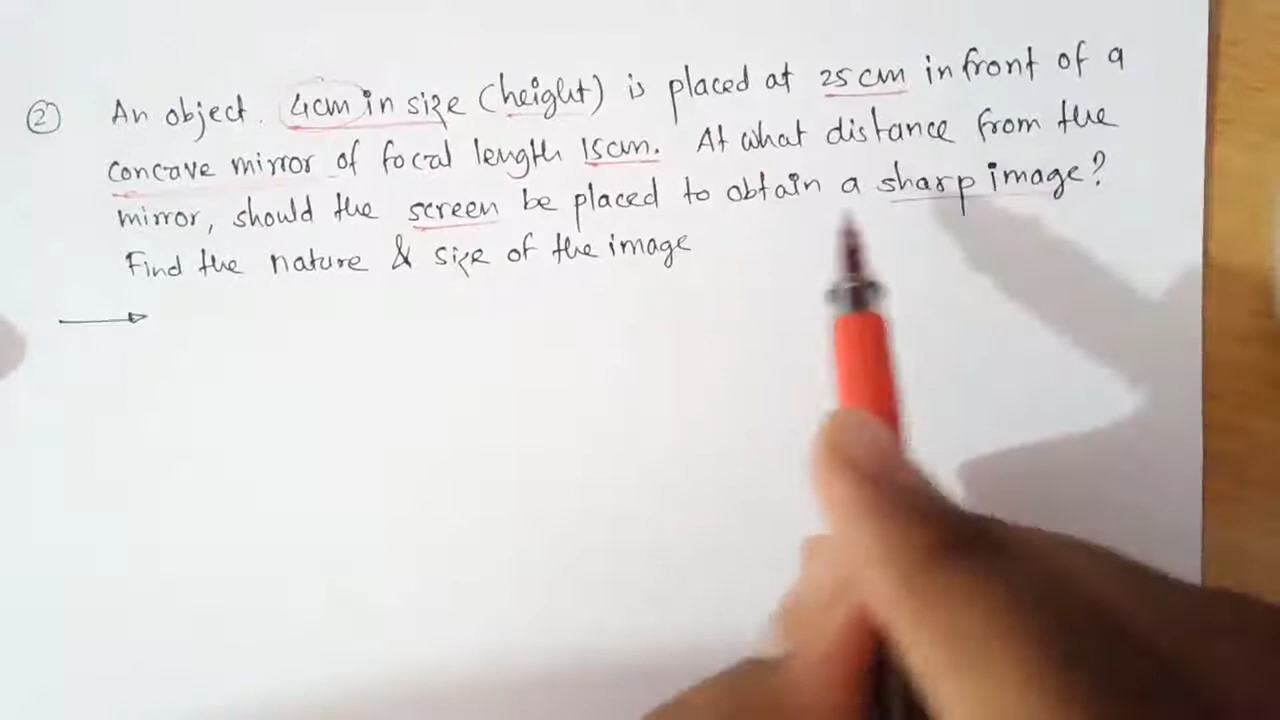 ② An object 4cm in size (height) is placed at 25cm in front of a
concave mirror of focal length 15cm. At what distance from the
mirror, should the screen be placed to obtain a sharp image?
Find the nature & size of the image